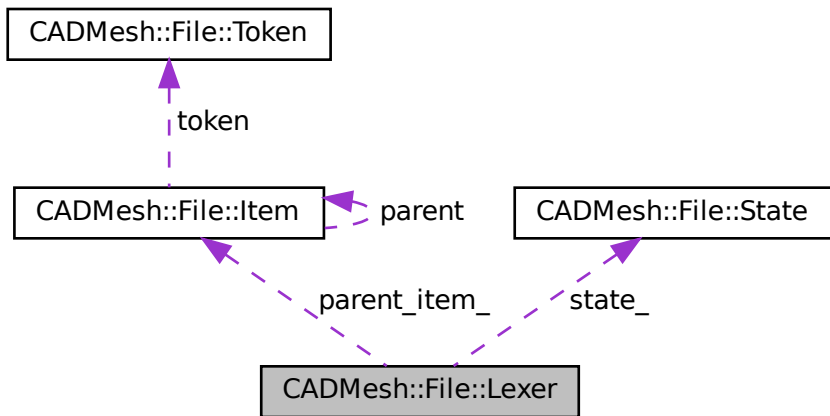 CADMesh::File::Token
token
CADMesh::File::Item
parent
CADMesh::File::State
parent_item_
state_
CADMesh::File::Lexer